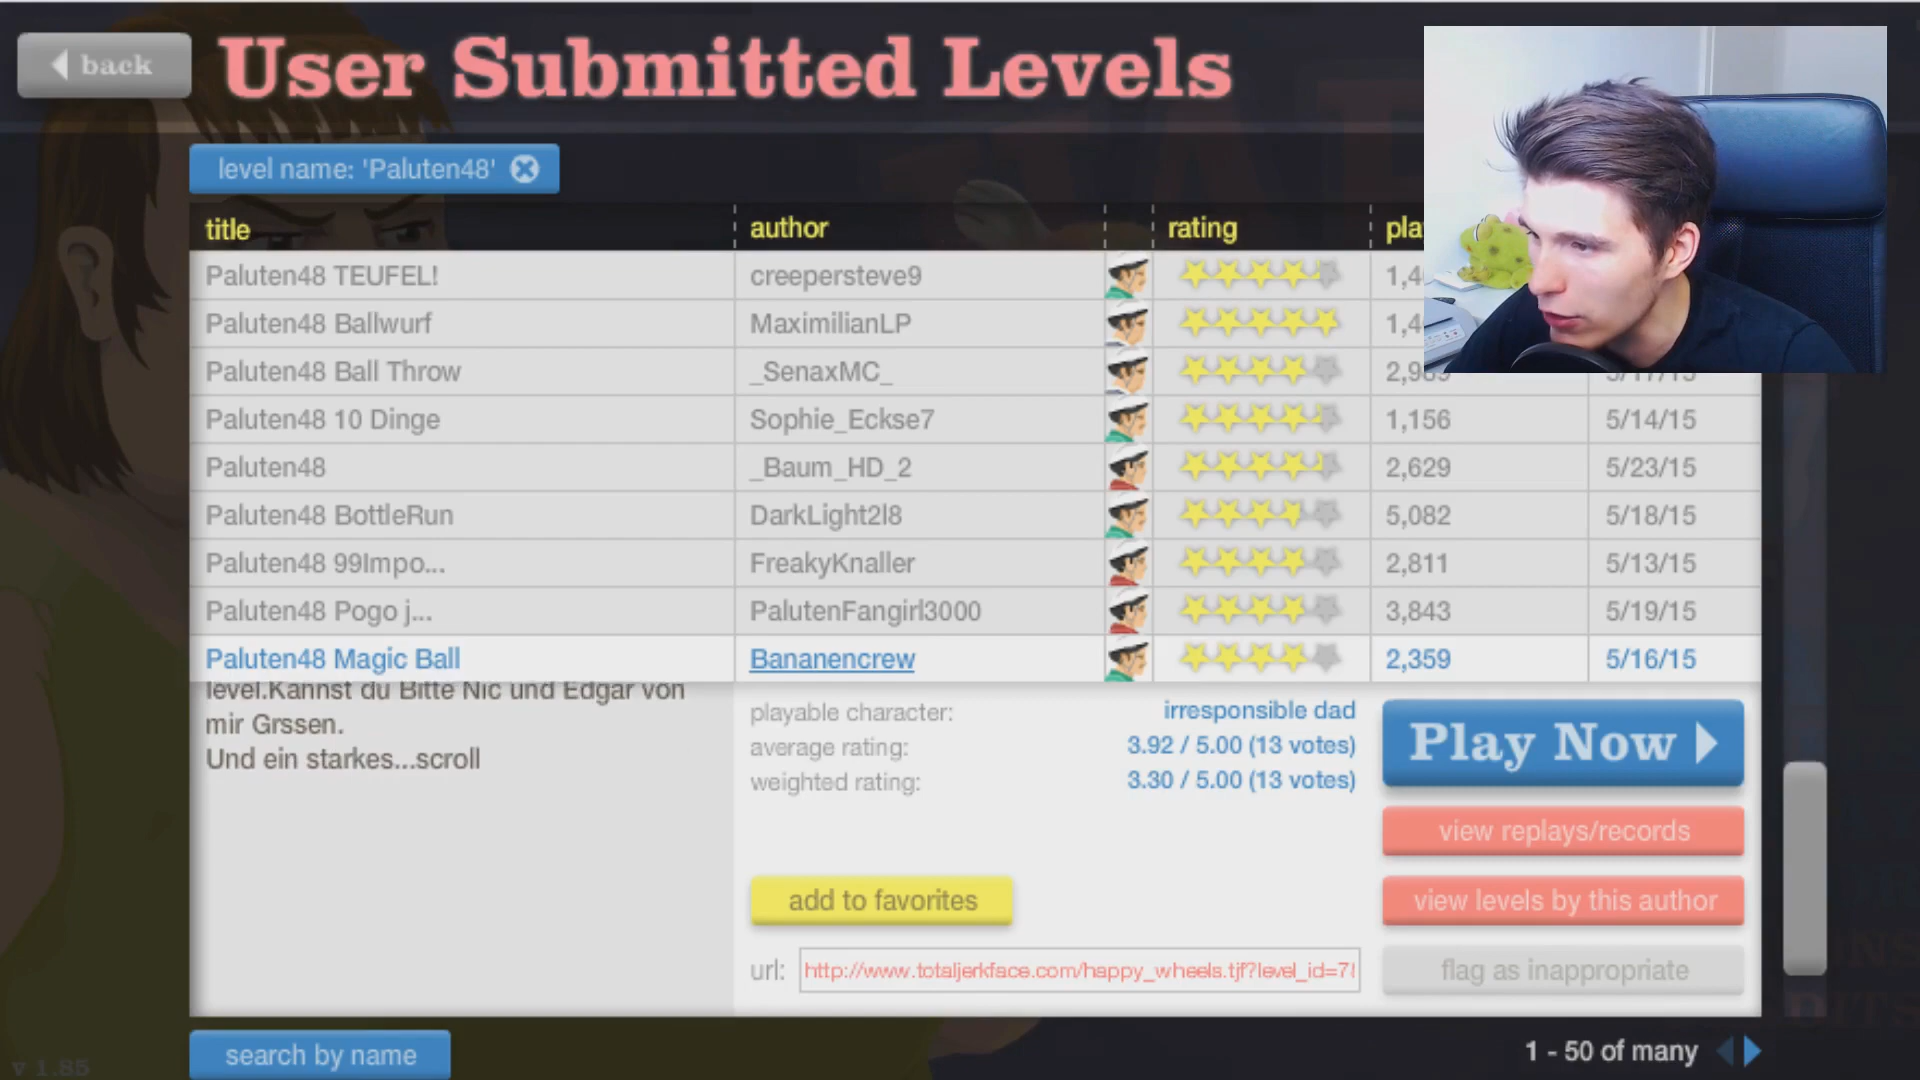 back
User Submitted Levels
level name: 'Paluten48'
title author rating
Paluten48 TEUFEL! creepersteve9
Paluten48 Ballwurf MaximilianLP
Paluten48 Ball Throw _SenaxMC_
Paluten48 10 Dinge Sophie_Eckse7 1,156 5/14/15
Paluten48 _Baum_HD_2 2,629 5/23/15
Paluten48 BottleRun DarkLight2l8 5,082 5/18/15
Paluten48 99Impo... FreakyKnaller 2,811 5/13/15
Paluten48 Pogo j... PalutenFangirl3000 3,843 5/19/15
Paluten48 Magic Ball Bananencrew 2,359 5/16/15
level.Kannst du Bitte Nic und Edgar von
mir Grssen.
Und ein starkes...scroll
playable character: irresponsible dad
average rating: 3.92 / 5.00 (13 votes)
weighted rating: 3.30 / 5.00 (13 votes)
Play Now
view replays/records
add to favorites
view levels by this author
url: http://www.totaljerkface.com/happy_wheels.tjf?level_id=7
flag as inappropriate
search by name
1 - 50 of many
v 1.85